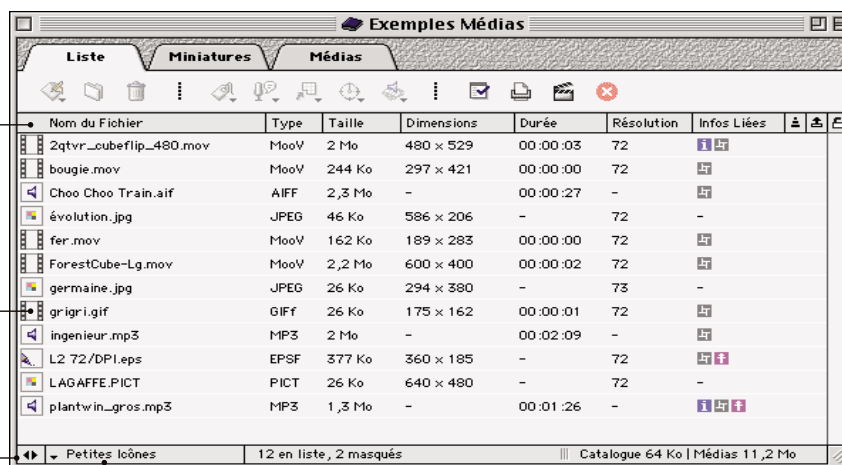 Exemples Médias
Liste Miniatures Médias
Nom du Fichier Type Taille Dimensions Durée Résolution Infos Liées
2qtvr_cubeflip_480.mov MooV 2 Mo 480 x 529 00:00:03 72
bougie.mov MooV 244 Ko 297 x 421 00:00:00 72
Choo Choo Train.aif AIFF 2,3 Mo - 00:00:27 -
évolution.jpg JPEG 46 Ko 586 x 206 - 72 -
fer.mov MooV 162 Ko 189 x 283 00:00:00 72
ForestCube-Lg.mov MooV 2,2 Mo 600 x 400 00:00:02 72
germaine.jpg JPEG 26 Ko 294 x 380 - 73 -
grigri.gif GIFf 26 Ko 175 x 162 00:00:01 72
ingenieur.mp3 MP3 2 Mo - 00:02:09 -
L2 72/DPI.eps EPSF 377 Ko 360 x 185 - 72
LAGAFFE.PICT PICT 26 Ko 640 x 480 - 72 -
plantwin_gros.mp3 MP3 1,3 Mo - 00:01:26 -
Petites Icônes 12 en liste, 2 masqués Catalogue 64 Ko | Médias 11,2 Mo